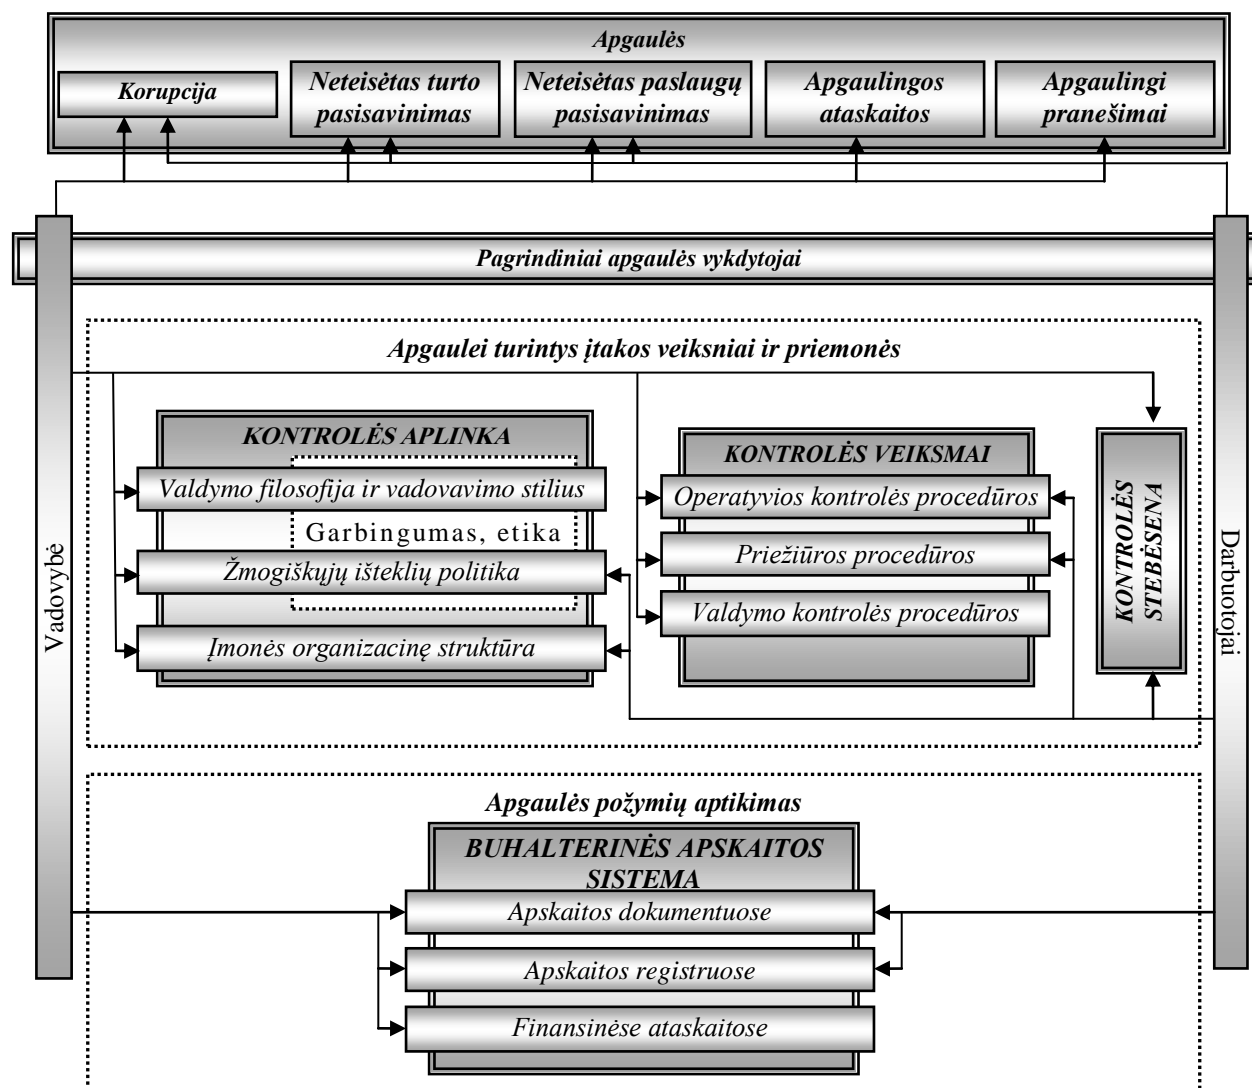 Apgaulės
Korupcija
Neteisėtas turto
pasisavinimas
Neteisėtas paslaugų
pasisavinimas
Apgaulingos
ataskaitos
Apgaulingi
pranešimai
Pagrindiniai apgaulės vykdytojai
Vadovybė
Darbuotojai
Apgaulei turintys įtakos veiksniai ir priemonės
KONTROLĖS APLINKA
Valdymo filosofija ir vadovavimo stilius
Garbingumas, etika
Žmogiškųjų išteklių politika
Įmonės organizacinę struktūra
KONTROLĖS VEIKSMAI
Operatyvios kontrolės procedūros
Priežiūros procedūros
Valdymo kontrolės procedūros
KONTROLĖS
STEBĖSENA
Apgaulės požymių aptikimas
BUHALTERINĖS APSKAITOS
SISTEMA
Apskaitos dokumentuose
Apskaitos registruose
Finansinėse ataskaitose